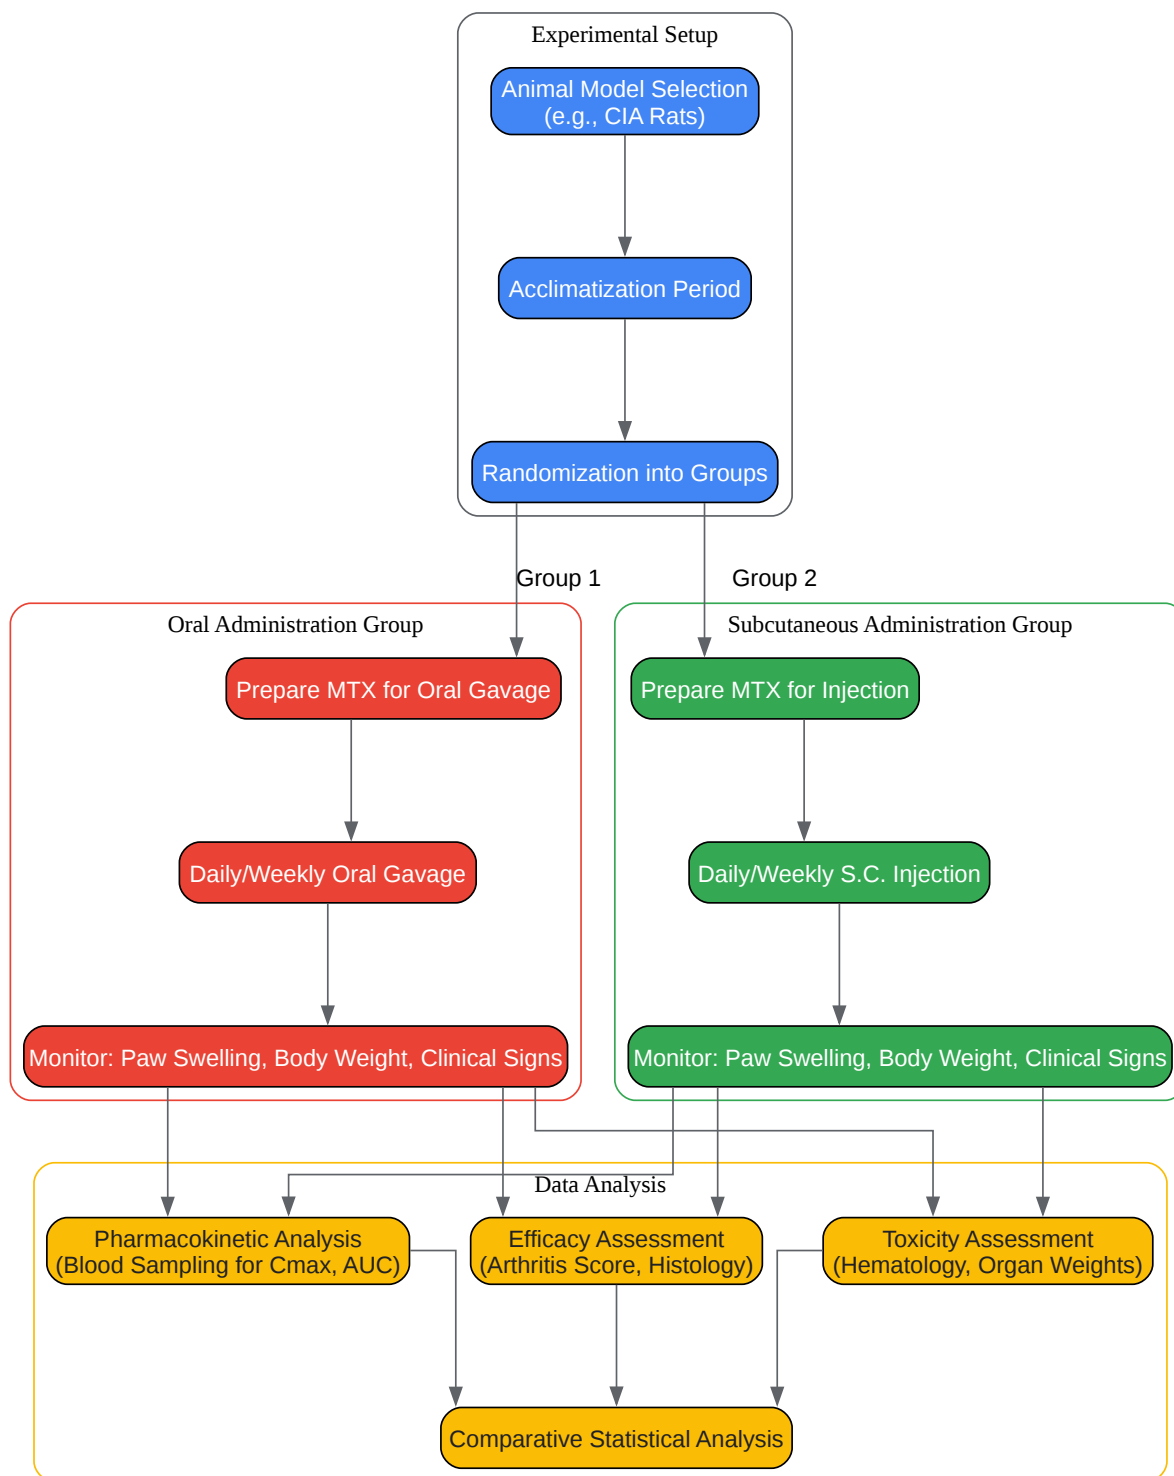 Experimental Setup
Animal Model Selection
(e.g., CIA Rats)
Acclimatization Period
Randomization into Groups
Group 1
Group 2
Oral Administration Group
Prepare MTX for Oral Gavage
Daily/Weekly Oral Gavage
Monitor: Paw Swelling, Body Weight, Clinical Signs
Subcutaneous Administration Group
Prepare MTX for Injection
Daily/Weekly S.C. Injection
Monitor: Paw Swelling, Body Weight, Clinical Signs
Data Analysis
Pharmacokinetic Analysis
(Blood Sampling for Cmax, AUC)
Efficacy Assessment
(Arthritis Score, Histology)
Toxicity Assessment
(Hematology, Organ Weights)
Comparative Statistical Analysis